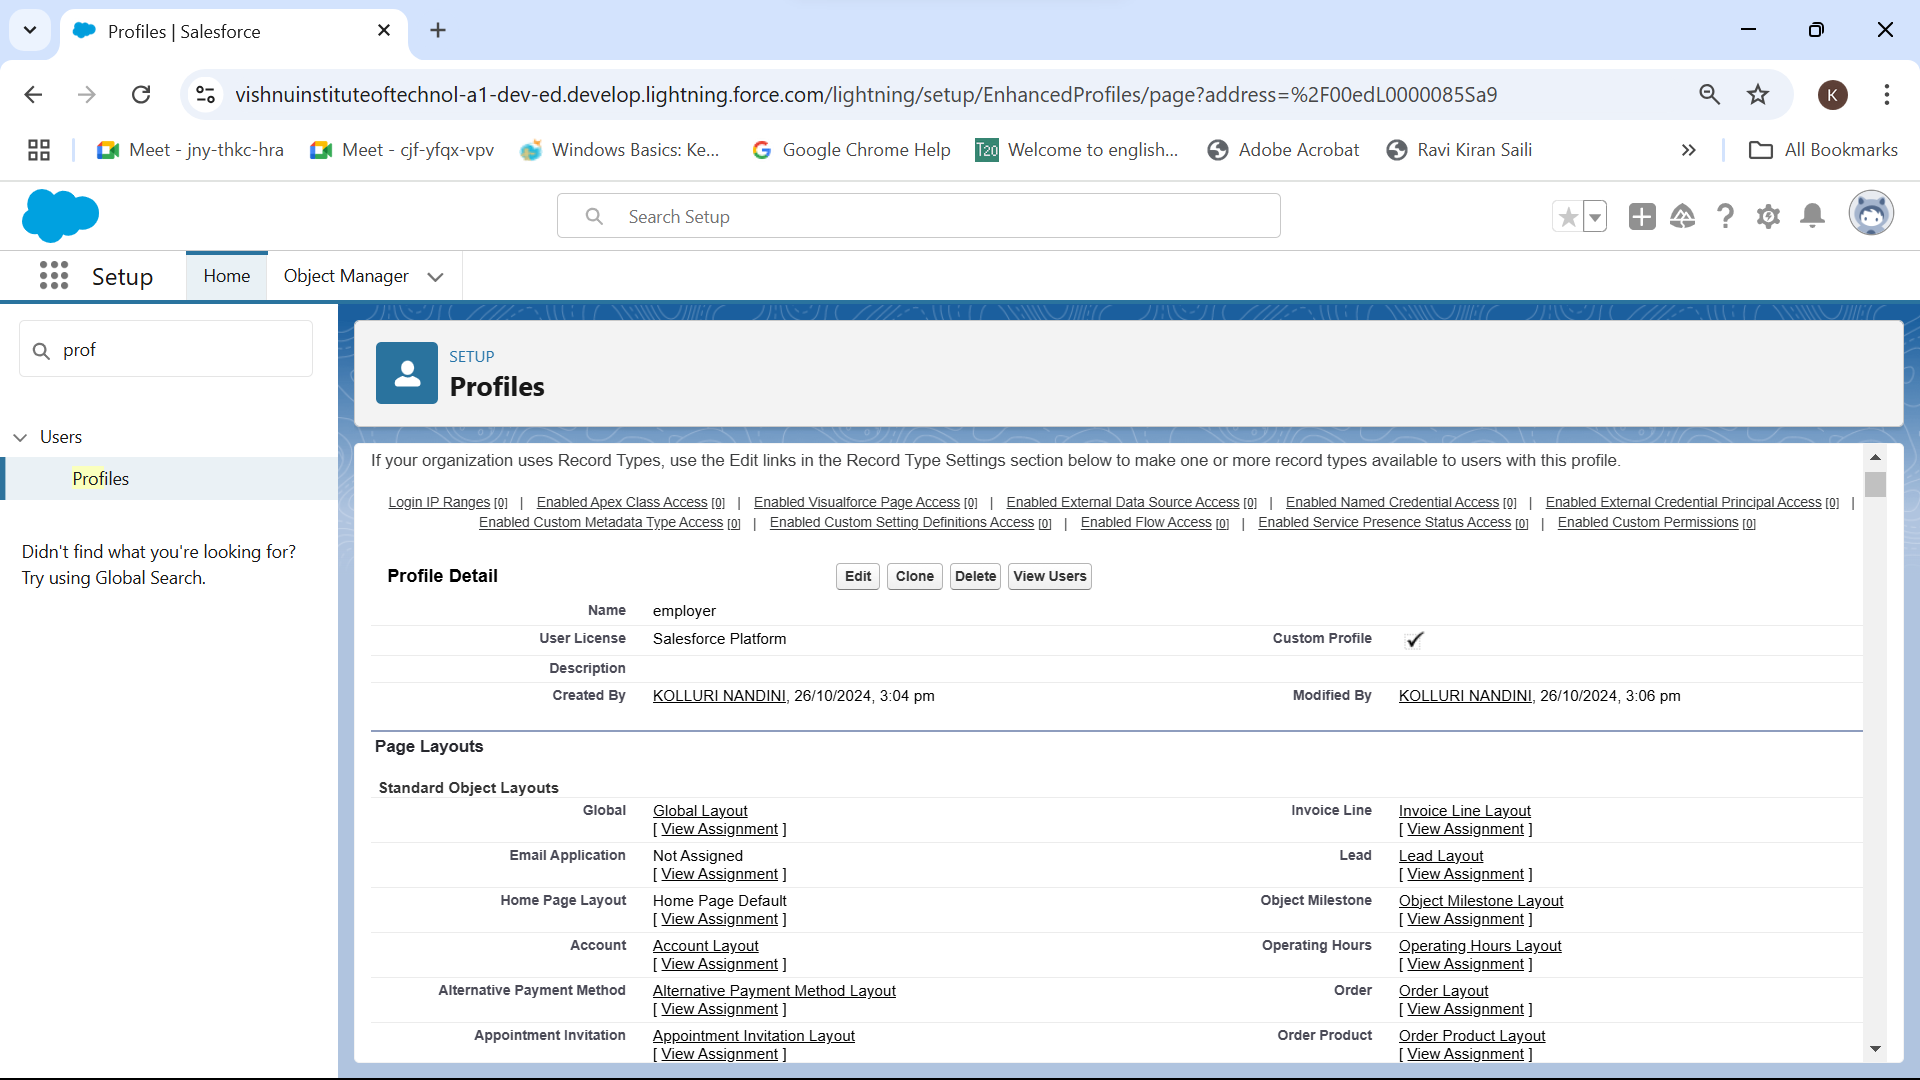 Profiles | Salesforce
vishnuinstituteoftechnol-a1-dev-ed.develop.lightning.force.com/lightning/setup/EnhancedProfiles/page?address=%2F00edL0000085Sa9
K
Meet - jny-thkc-hra
Meet - cjf-yfqx-vpv
Windows Basics: Ke...
Google Chrome Help
T20 Welcome to english...
Adobe Acrobat
Ravi Kiran Saili
All Bookmarks
Search Setup
Setup
Home
Object Manager
prof
Users
Profiles
Didn't find what you're looking for?
Try using Global Search.
SETUP
Profiles
If your organization uses Record Types, use the Edit links in the Record Type Settings section below to make one or more record types available to users with this profile.
Login IP Ranges [0] | Enabled Apex Class Access [0] | Enabled Visualforce Page Access [0] | Enabled External Data Source Access [0] | Enabled Named Credential Access [0] | Enabled External Credential Principal Access [0] |
Enabled Custom Metadata Type Access [0] | Enabled Custom Setting Definitions Access [0] | Enabled Flow Access [0] | Enabled Service Presence Status Access [0] | Enabled Custom Permissions [0]
Profile Detail
Edit
Clone
Delete
View Users
Name employer
User License Salesforce Platform Custom Profile
Description
Created By KOLLURI NANDINI, 26/10/2024, 3:04 pm Modified By KOLLURI NANDINI, 26/10/2024, 3:06 pm
Page Layouts
Standard Object Layouts
Global Global Layout Invoice Line Invoice Line Layout
[ View Assignment ] [ View Assignment ]
Email Application Not Assigned Lead Lead Layout
[ View Assignment ] [ View Assignment ]
Home Page Layout Home Page Default Object Milestone Object Milestone Layout
[ View Assignment ] [ View Assignment ]
Account Account Layout Operating Hours Operating Hours Layout
[ View Assignment ] [ View Assignment ]
Alternative Payment Method Alternative Payment Method Layout Order Order Layout
[ View Assignment ] [ View Assignment ]
Appointment Invitation Appointment Invitation Layout Order Product Order Product Layout
[ View Assignment ] [ View Assignment ]